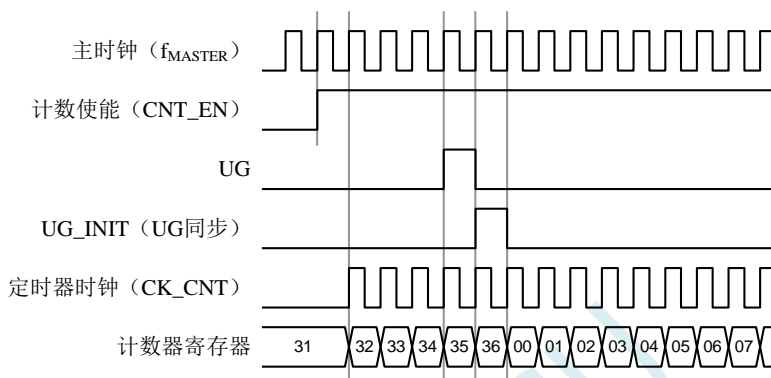 主时钟（fMASTER）
计数使能（CNT_EN）
UG
UG_INIT（UG同步）
定时器时钟（CK_CNT）
计数器寄存器 31 32 33 34 35 36 00 01 02 03 04 05 06 07